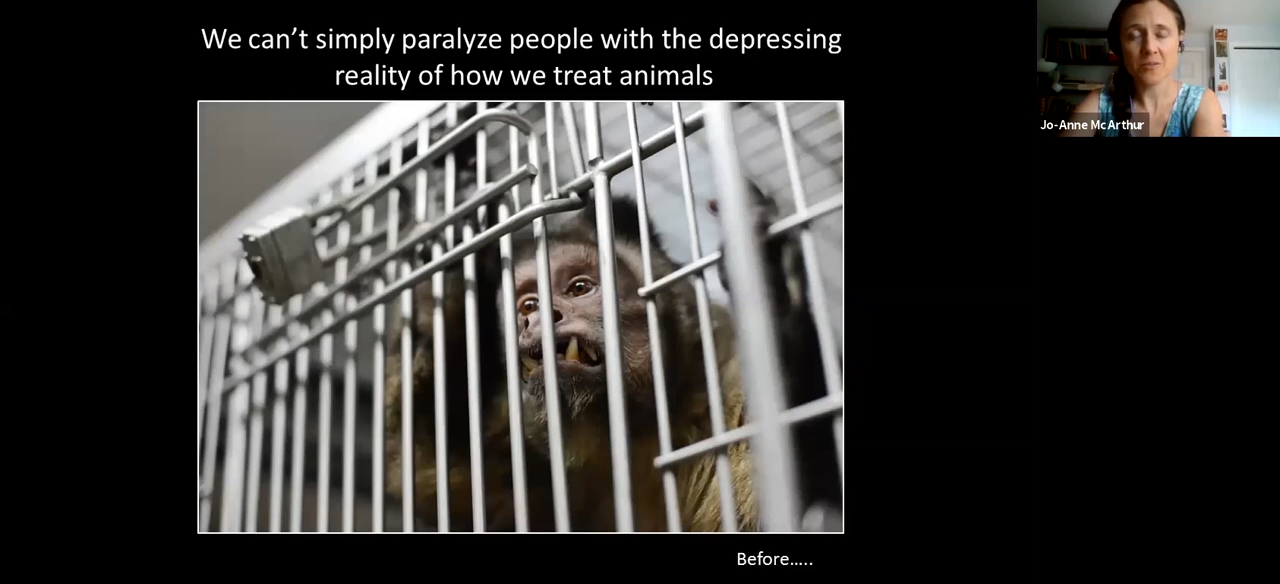 We can’t simply paralyze people with the depressing
reality of how we treat animals
Jo-Anne McArthur
Before.....